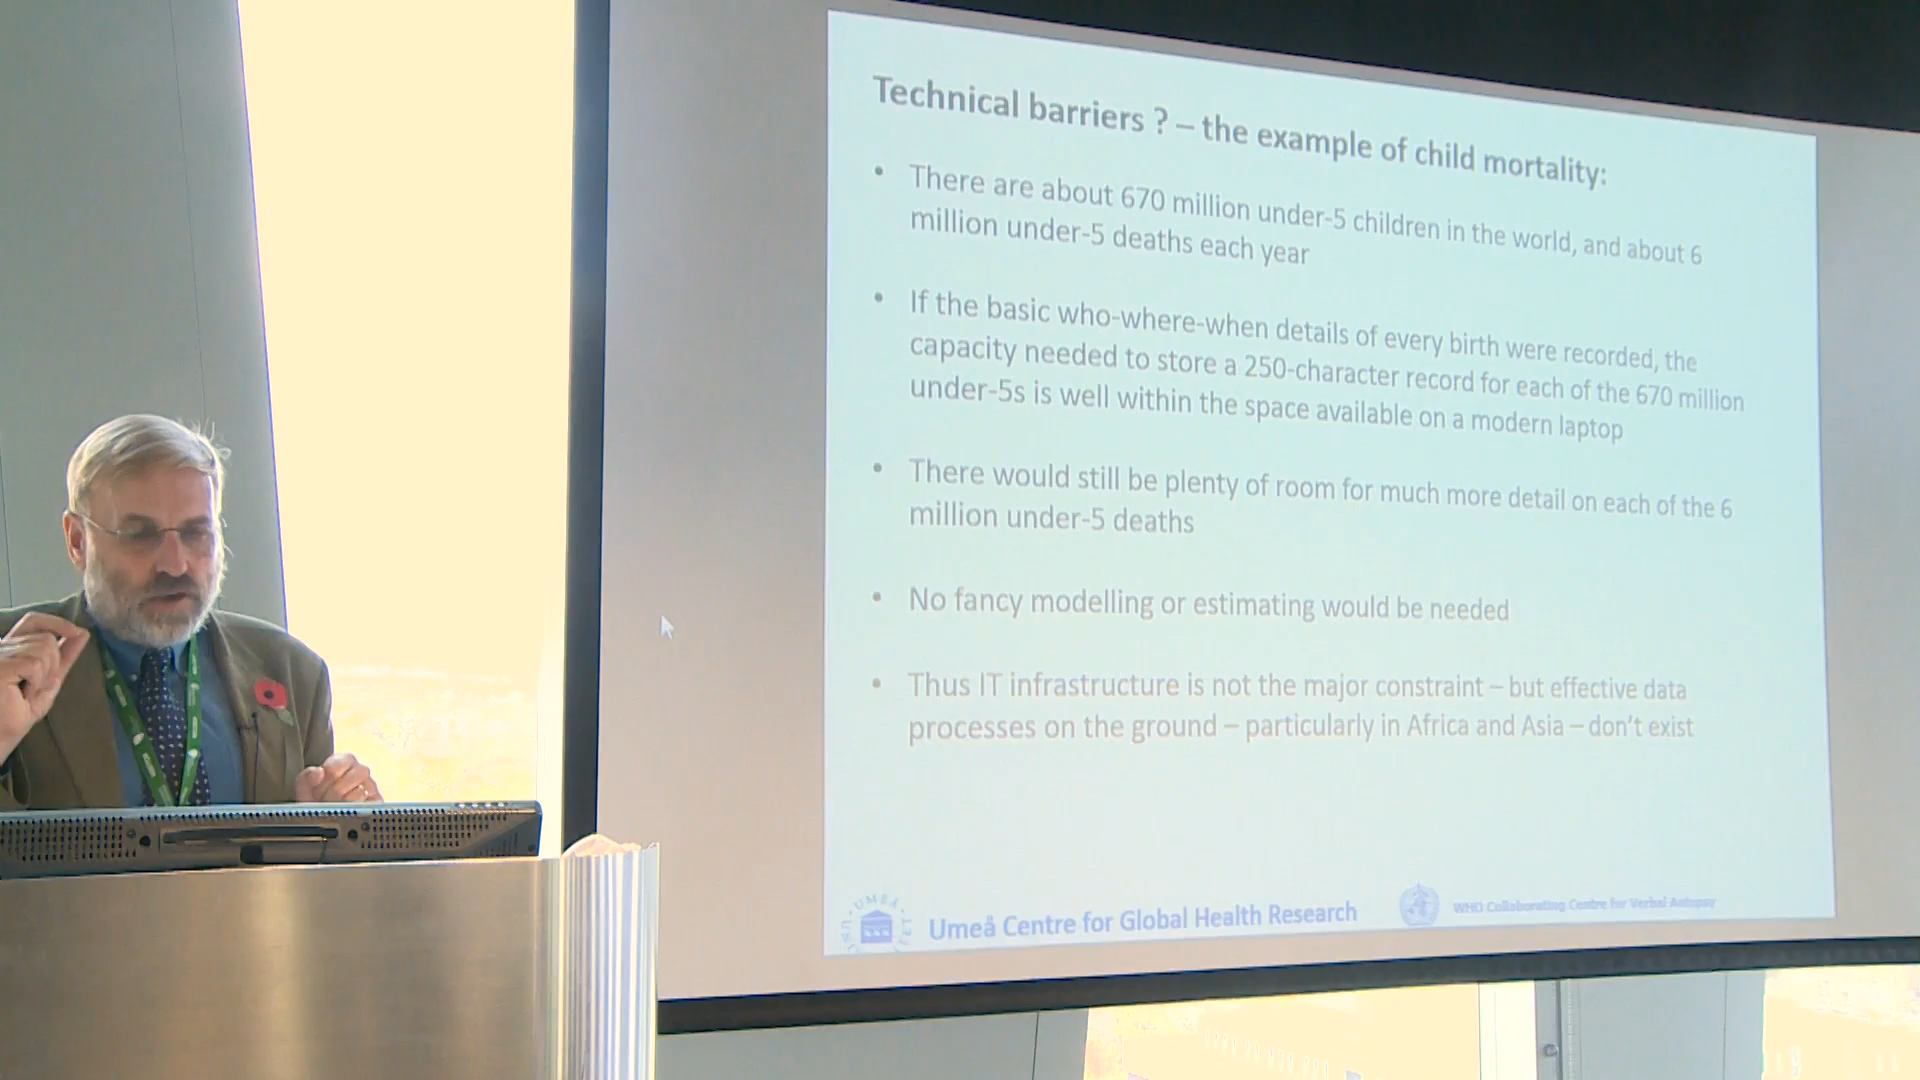 Technical barriers ? – the example of child mortality:
• There are about 670 million under-5 children in the world, and about 6
million under-5 deaths each year
• If the basic who-where-when details of every birth were recorded, the
capacity needed to store a 250-character record for each of the 670 million
under-5s is well within the space available on a modern laptop
• There would still be plenty of room for much more detail on each of the 6
million under-5 deaths
• No fancy modelling or estimating would be needed
• Thus IT infrastructure is not the major constraint – but effective data
processes on the ground – particularly in Africa and Asia – don't exist
UMEÅ
Umeå Centre for Global Health Research
WHO Collaborating Centre for Verbal Autopsy